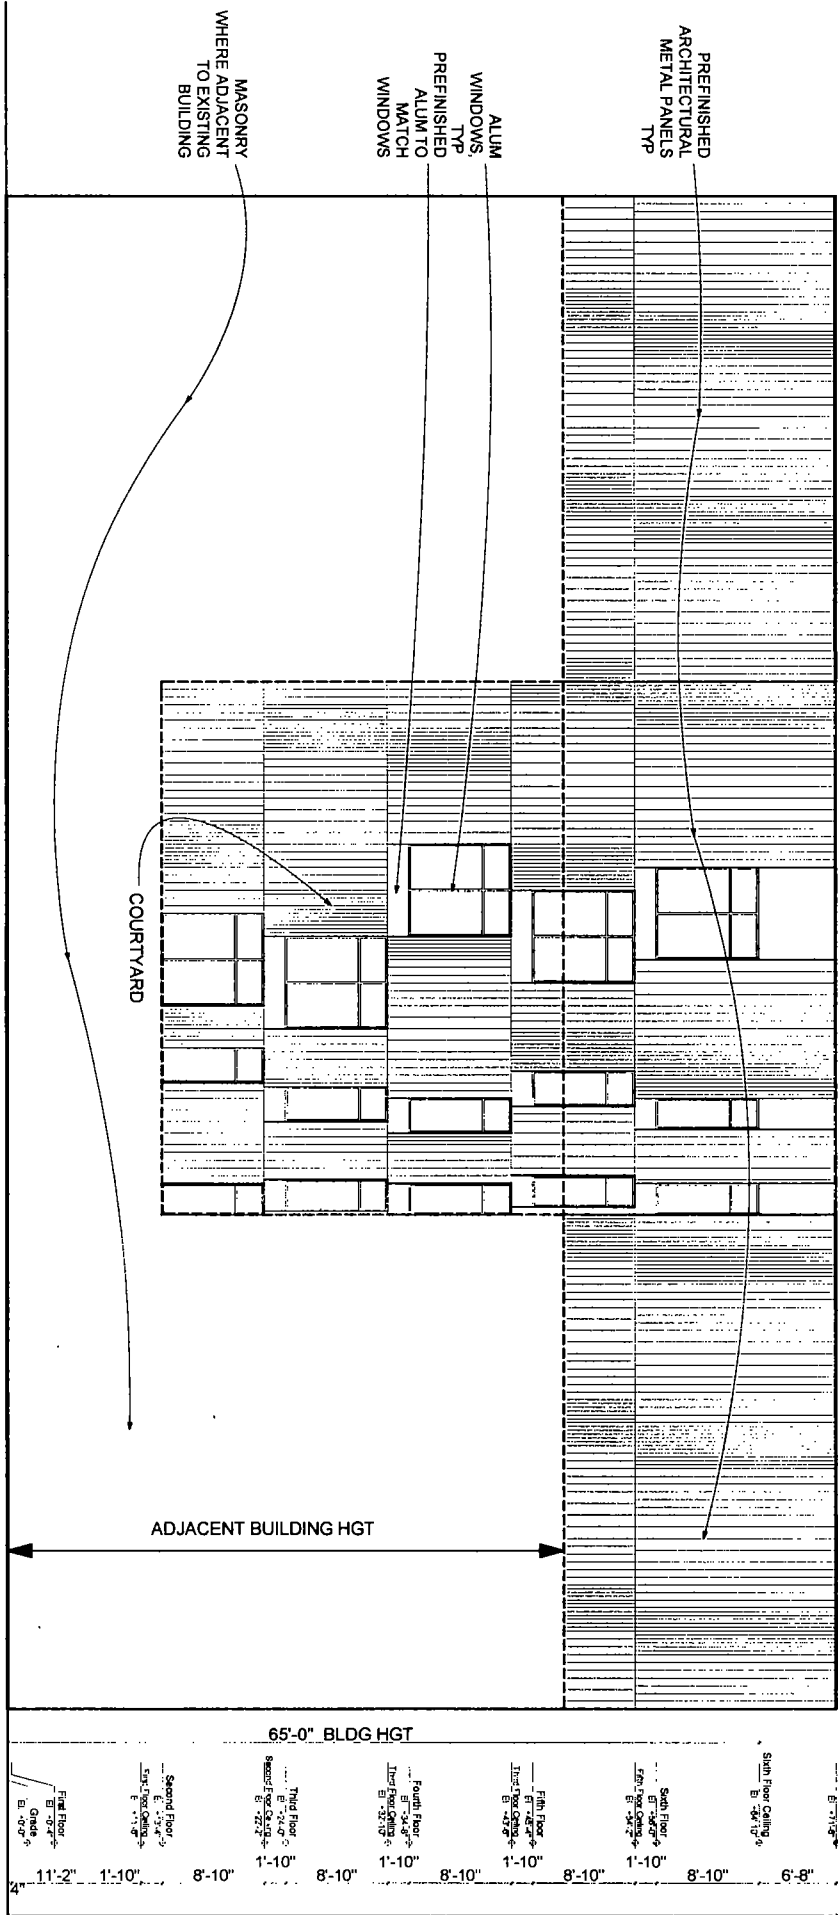 PREFINISHED
ARCHITECTURAL
METAL PANELS
TYP
ALUM
WINDOWS,
TYP
PREFINISHED
ALUM TO
MATCH
WINDOWS
MASONRY
WHERE ADJACENT
TO EXISTING
BUILDING
COURTYARD
ADJACENT BUILDING HGT
65'-0" BLDG HGT
Sixth Floor Ceiling
Sixth Floor
Fifth Floor Ceiling
Fifth Floor
Fourth Floor
Third Floor Ceiling
Third Floor
Second Floor Ceiling
Second Floor
First Floor Ceiling
First Floor
Grade
4"
11'-2"
1'-10"
8'-10"
1'-10"
8'-10"
1'-10"
8'-10"
1'-10"
8'-10"
1'-10"
8'-10"
6'-8"